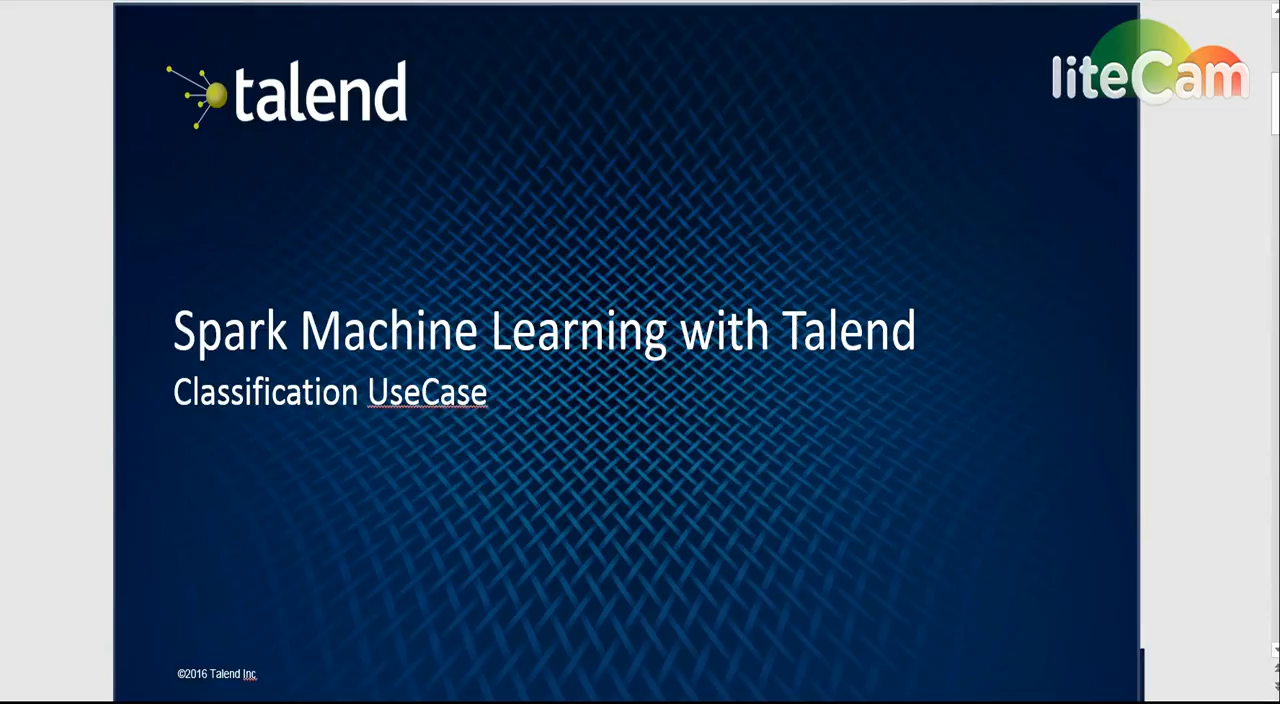 talend
liteCam
Spark Machine Learning with Talend
Classification UseCase
©2016 Talend Inc